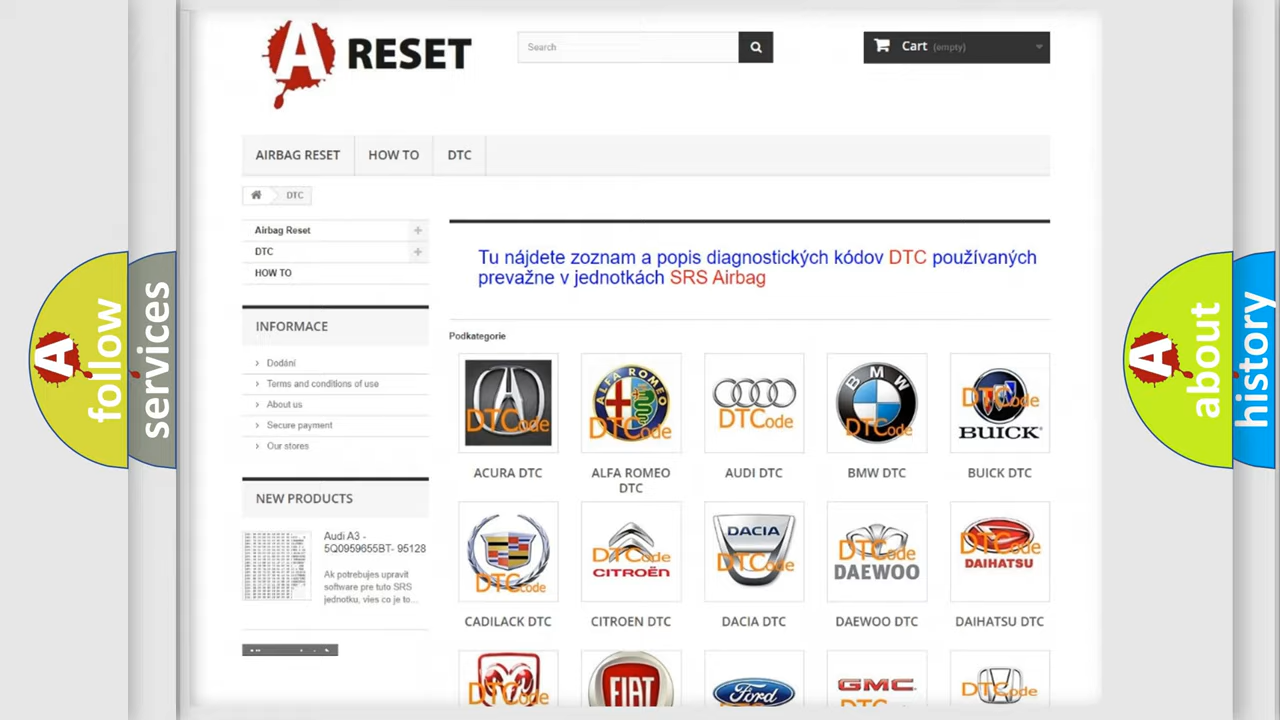 A RESET
Search
Cart (empty)
AIRBAG RESET
HOW TO
DTC
DTC
Airbag Reset
DTC
HOW TO
INFORMACE
Dodání
Terms and conditions of use
About us
Secure payment
Our stores
NEW PRODUCTS
Audi A3 -
5Q0959655BT- 95128
Ak potrebujes upravit
software pre tuto SRS
jednotku, vies co je to...
Tu nájdete zoznam a popis diagnostických kódov DTC používaných
prevažne v jednotkách SRS Airbag
Podkategorie
DTCode
ALFA ROMEO
DTCode
DTCode
BMW
DTCode
DTCode
BUICK
ACURA DTC
ALFA ROMEO
DTC
AUDI DTC
BMW DTC
BUICK DTC
DTCode
DTCode
CITROËN
DACIA
DTCode
DTCode
DAEWOO
DTCode
DAIHATSU
CADILACK DTC
CITROEN DTC
DACIA DTC
DAEWOO DTC
DAIHATSU DTC
DTCode
FIAT
Ford
DTCode
GMC
DTCode
DTCode
A
follow
services
A
about
history